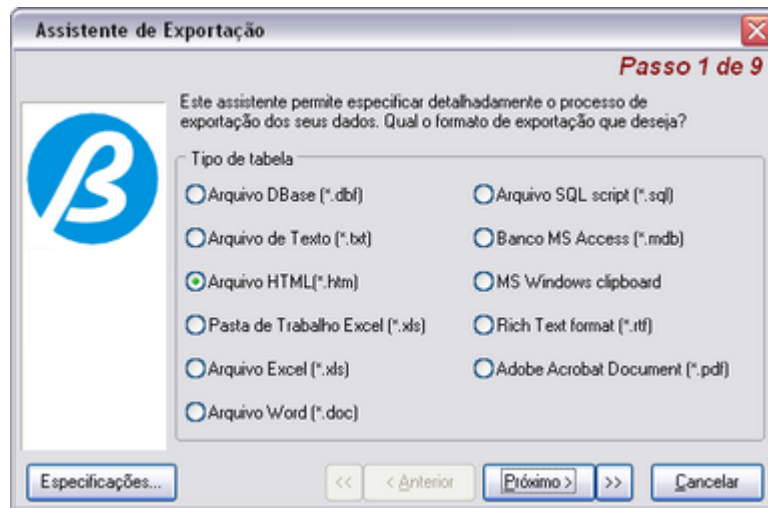 Assistente de Exportação
Passo 1 de 9
Este assistente permite especificar detalhadamente o processo de
exportação dos seus dados. Qual o formato de exportação que deseja?
Tipo de tabela
Arquivo DBase (*.dbf)
Arquivo de Texto (*.txt)
Arquivo HTML(*.htm)
Pasta de Trabalho Excel (*.xls)
Arquivo Excel (*.xls)
Arquivo Word (*.doc)
Arquivo SQL script (*.sql)
Banco MS Access (*.mdb)
MS Windows clipboard
Rich Text format (*.rtf)
Adobe Acrobat Document (*.pdf)
Especificações...
<<
< Anterior
Próximo >
>>
Cancelar